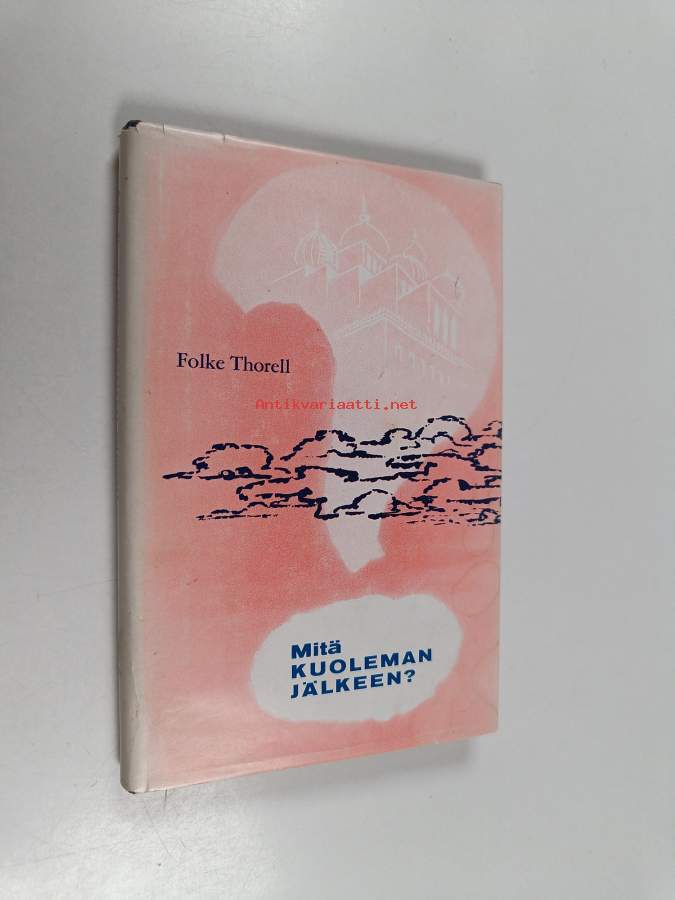 Folke Thorell
Antikvariaatti.net
Mitä
KUOLEMAN
JÄLKEEN?